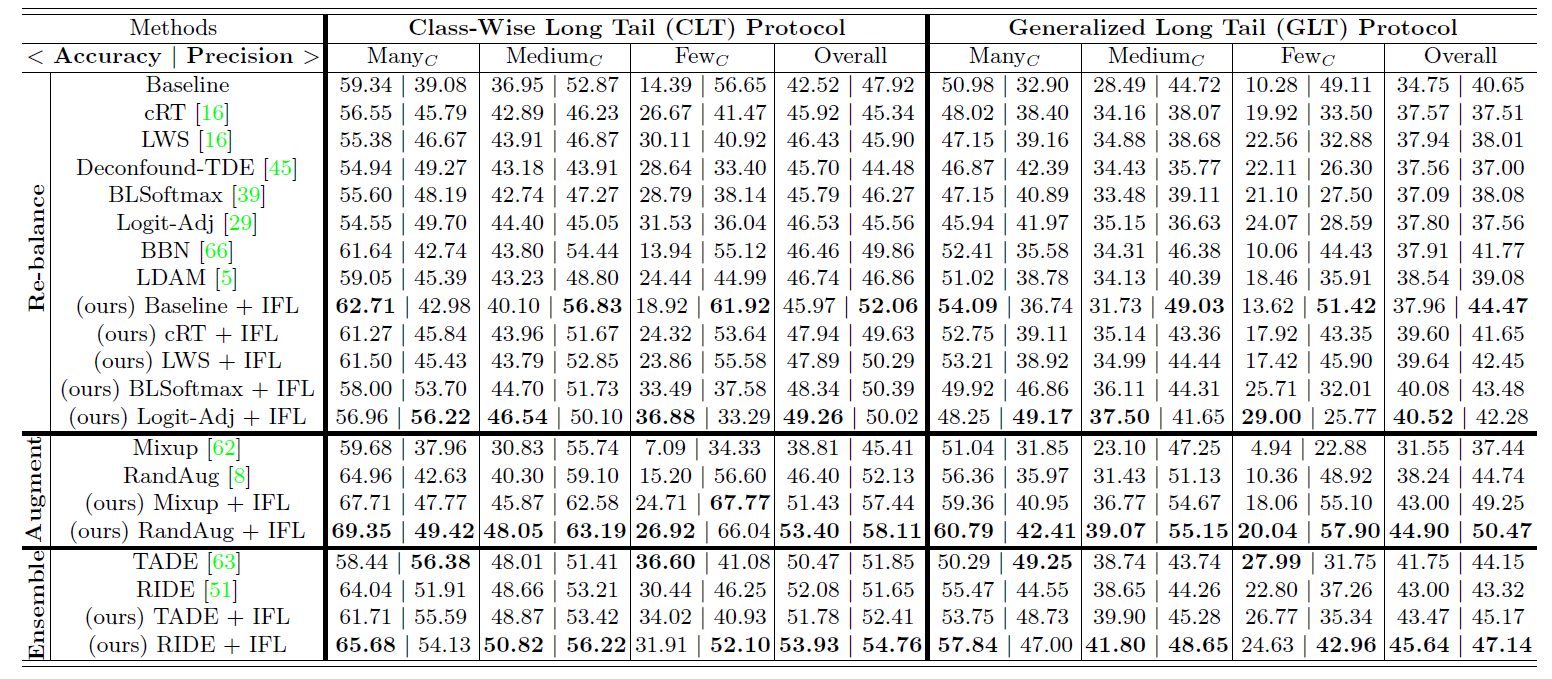 Methods Class-Wise Long Tail (CLT) Protocol Generalized Long Tail (GLT) Protocol
< Accuracy | Precision > Many_C Medium_C Few_C Overall Many_C Medium_C Few_C Overall
Re-balance
Baseline 59.34 | 39.08 36.95 | 52.87 14.39 | 56.65 42.52 | 47.92 50.98 | 32.90 28.49 | 44.72 10.28 | 49.11 34.75 | 40.65
cRT [16] 56.55 | 45.79 42.89 | 46.23 26.67 | 41.47 45.92 | 45.34 48.02 | 38.40 34.16 | 38.07 19.92 | 33.50 37.57 | 37.51
LWS [16] 55.38 | 46.67 43.91 | 46.87 30.11 | 40.92 46.43 | 45.90 47.15 | 39.16 34.88 | 38.68 22.56 | 32.88 37.94 | 38.01
Deconfound-TDE [45] 54.94 | 49.27 43.18 | 43.91 28.64 | 33.40 45.70 | 44.48 46.87 | 42.39 34.43 | 35.77 22.11 | 26.30 37.56 | 37.00
BLSoftmax [39] 55.60 | 48.19 42.74 | 47.27 28.79 | 38.14 45.79 | 46.27 47.15 | 40.89 33.48 | 39.11 21.10 | 27.50 37.09 | 38.08
Logit-Adj [29] 54.55 | 49.70 44.40 | 45.05 31.53 | 36.04 46.53 | 45.56 45.94 | 41.97 35.15 | 36.63 24.07 | 28.59 37.80 | 37.56
BBN [66] 61.64 | 42.74 43.80 | 54.44 13.94 | 55.12 46.46 | 49.86 52.41 | 35.58 34.31 | 46.38 10.06 | 44.43 37.91 | 41.77
LDAM [5] 59.05 | 45.39 43.23 | 48.80 24.44 | 44.99 46.74 | 46.86 51.02 | 38.78 34.13 | 40.39 18.46 | 35.91 38.54 | 39.08
(ours) Baseline + IFL 62.71 | 42.98 40.10 | 56.83 18.92 | 61.92 45.97 | 52.06 54.09 | 36.74 31.73 | 49.03 13.62 | 51.42 37.96 | 44.47
(ours) cRT + IFL 61.27 | 45.84 43.96 | 51.67 24.32 | 53.64 47.94 | 49.63 52.75 | 39.11 35.14 | 43.36 17.92 | 43.35 39.60 | 41.65
(ours) LWS + IFL 61.50 | 45.43 43.79 | 52.85 23.86 | 55.58 47.89 | 50.29 53.21 | 38.92 34.99 | 44.44 17.42 | 45.90 39.64 | 42.45
(ours) BLSoftmax + IFL 58.00 | 53.70 44.70 | 51.73 33.49 | 37.58 48.34 | 50.39 49.92 | 46.86 36.11 | 44.31 25.71 | 32.01 40.08 | 43.48
(ours) Logit-Adj + IFL 56.96 | 56.22 46.54 | 50.10 36.88 | 33.29 49.26 | 50.02 48.25 | 49.17 37.50 | 41.65 29.00 | 25.77 40.52 | 42.28
Augment
Mixup [62] 59.68 | 37.96 30.83 | 55.74 7.09 | 34.33 38.81 | 45.41 51.04 | 31.85 23.10 | 47.25 4.94 | 22.88 31.55 | 37.44
RandAug [8] 64.96 | 42.63 40.30 | 59.10 15.20 | 56.60 46.40 | 52.13 56.36 | 35.97 31.43 | 51.13 10.36 | 48.92 38.24 | 44.74
(ours) Mixup + IFL 67.71 | 47.77 45.87 | 62.58 24.71 | 67.77 51.43 | 57.44 59.36 | 40.95 36.77 | 54.67 18.06 | 55.10 43.00 | 49.25
(ours) RandAug + IFL 69.35 | 49.42 48.05 | 63.19 26.92 | 66.04 53.40 | 58.11 60.79 | 42.41 39.07 | 55.15 20.04 | 57.90 44.90 | 50.47
Ensemble
TADE [63] 58.44 | 56.38 48.01 | 51.41 36.60 | 41.08 50.47 | 51.85 50.29 | 49.25 38.74 | 43.74 27.99 | 31.75 41.75 | 44.15
RIDE [51] 64.04 | 51.91 48.66 | 53.21 30.44 | 46.25 52.08 | 51.65 55.47 | 44.55 38.65 | 44.26 22.80 | 37.26 43.00 | 43.32
(ours) TADE + IFL 61.71 | 55.59 48.87 | 53.42 34.02 | 40.93 51.78 | 52.41 53.75 | 48.73 39.90 | 45.28 26.77 | 35.34 43.47 | 45.17
(ours) RIDE + IFL 65.68 | 54.13 50.82 | 56.22 31.91 | 52.10 53.93 | 54.76 57.84 | 47.00 41.80 | 48.65 24.63 | 42.96 45.64 | 47.14